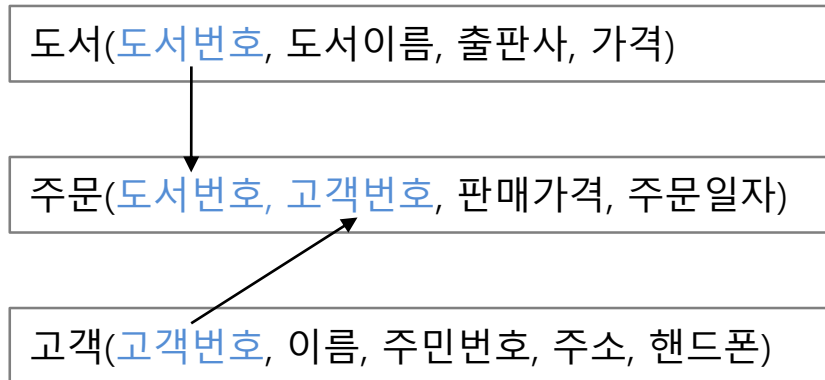 도서(도서번호, 도서이름, 출판사, 가격)
주문(도서번호, 고객번호, 판매가격, 주문일자)
고객(고객번호, 이름, 주민번호, 주소, 핸드폰)